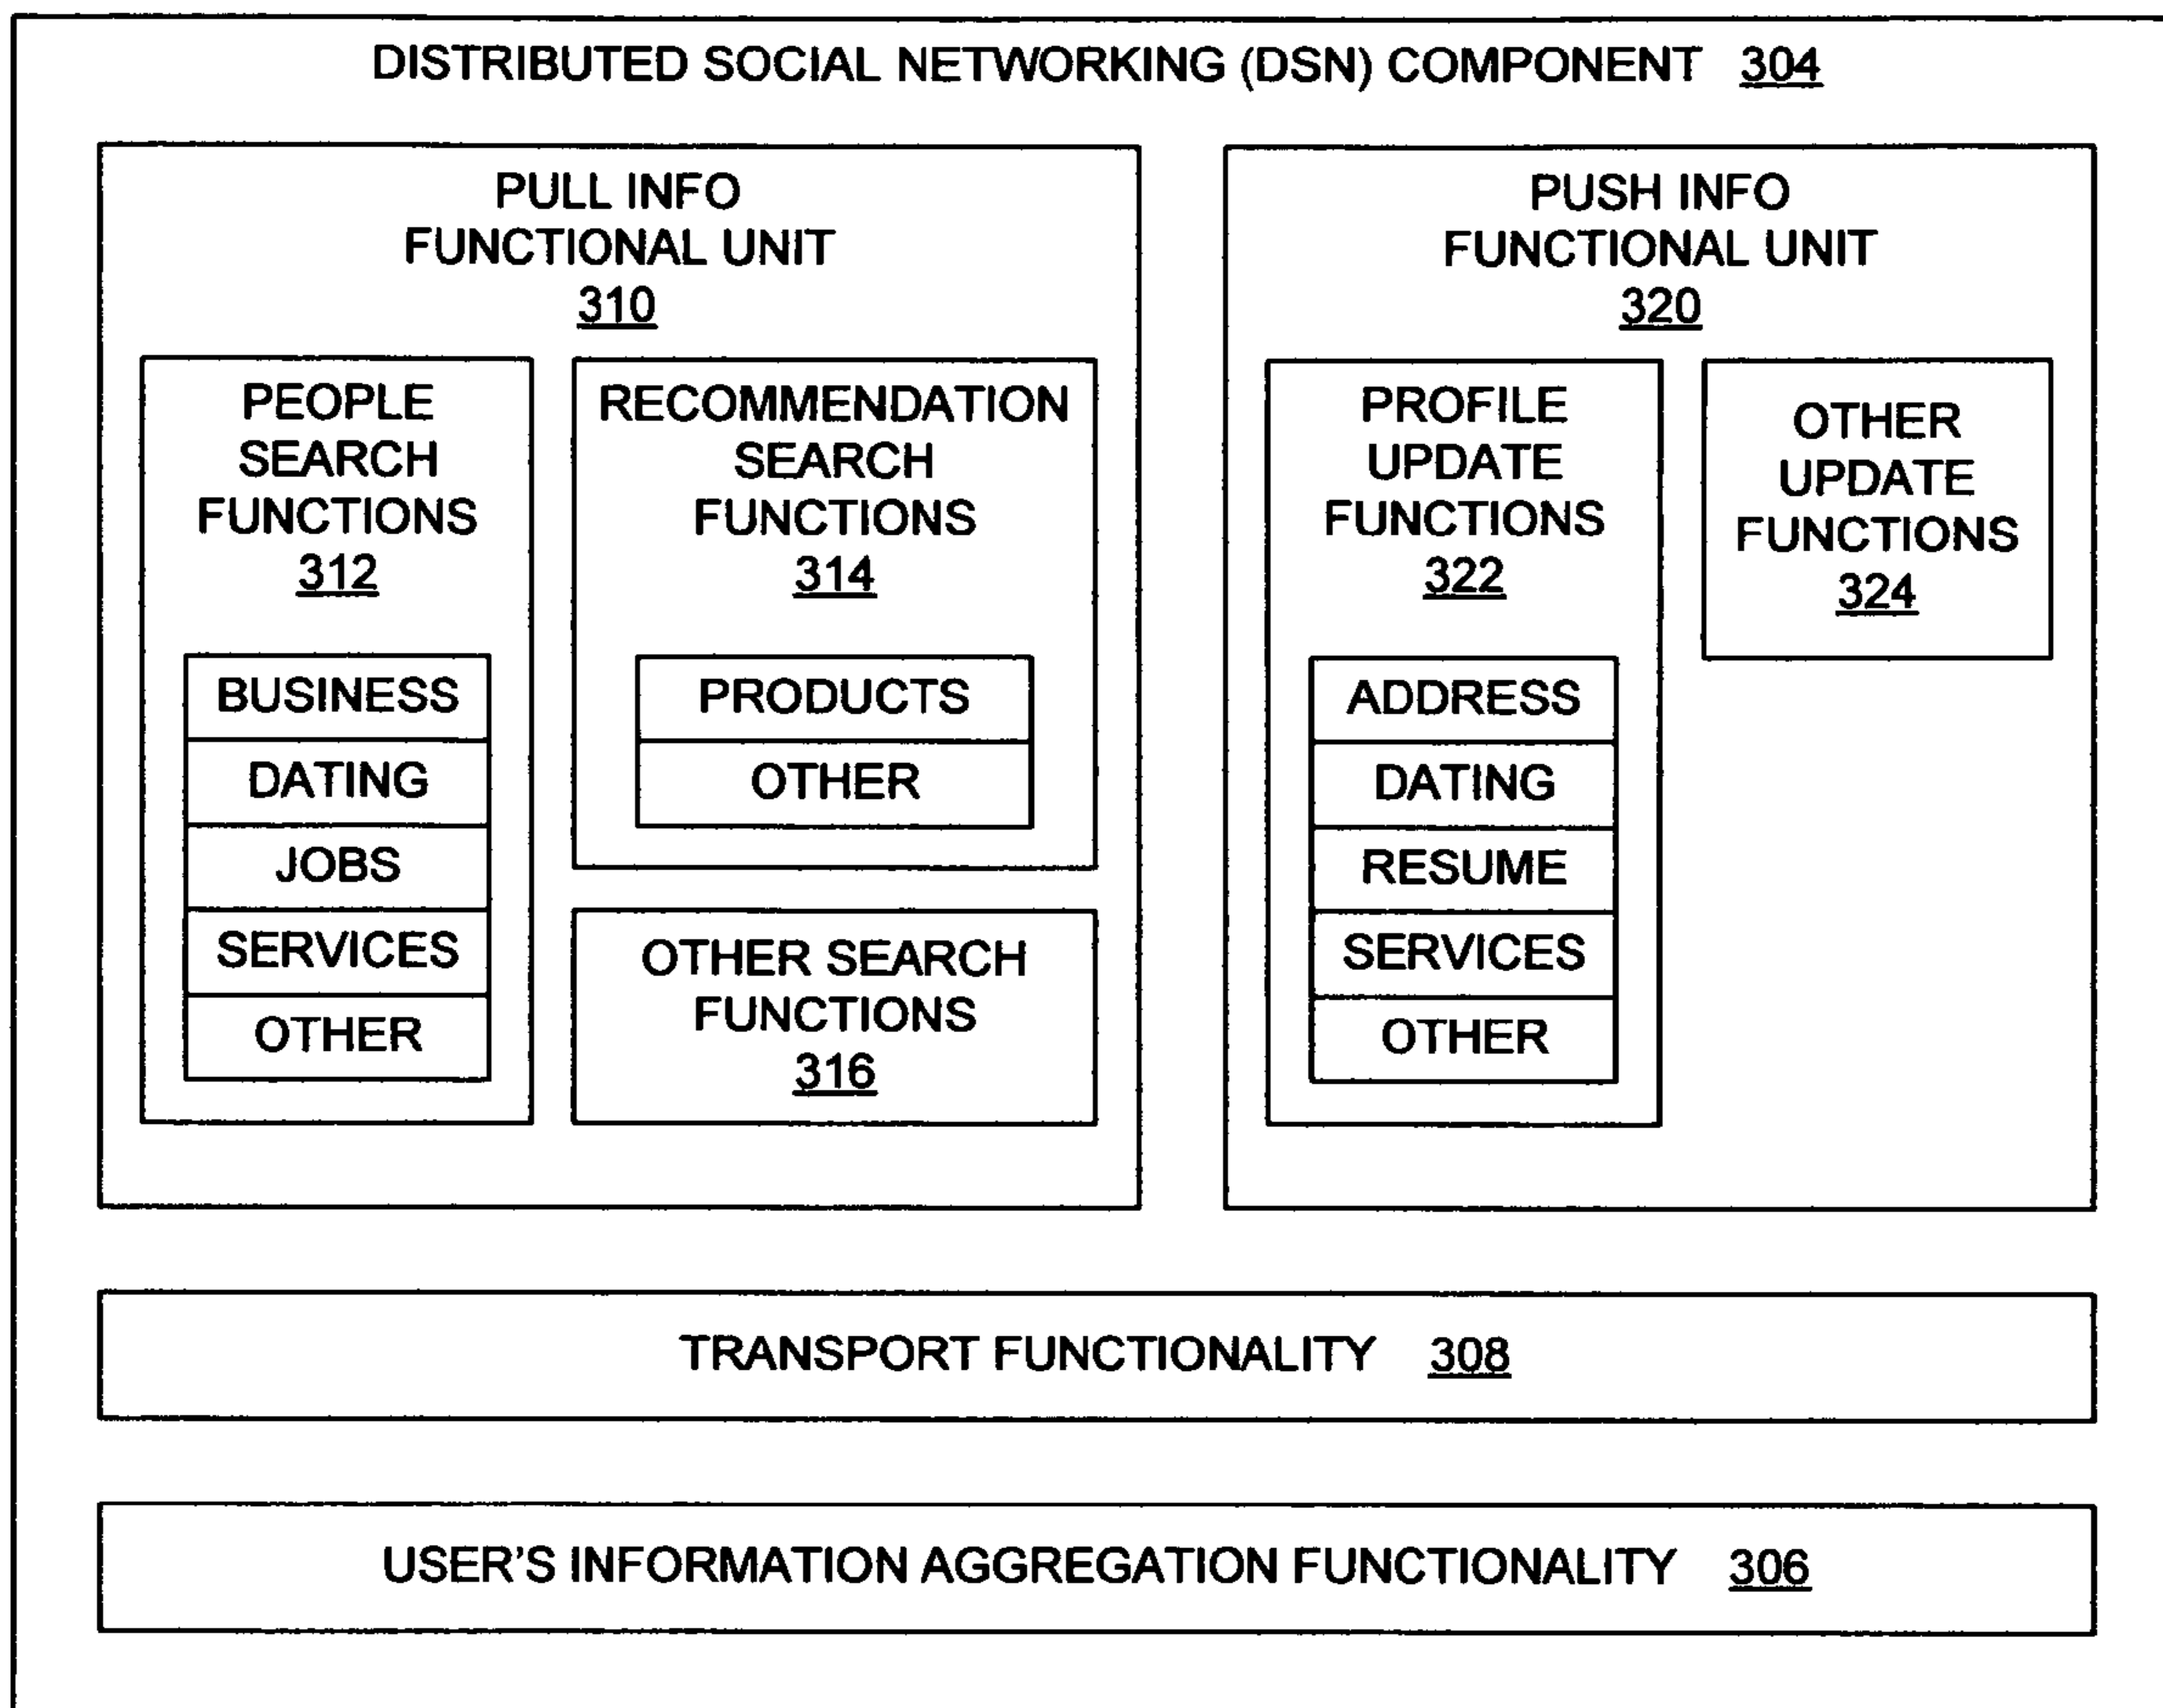 DISTRIBUTED SOCIAL NETWORKING (DSN) COMPONENT 304
PULL INFO
FUNCTIONAL UNIT
310
PEOPLE
SEARCH
FUNCTIONS
312
BUSINESS
DATING
JOBS
SERVICES
OTHER
RECOMMENDATION
SEARCH
FUNCTIONS
314
PRODUCTS
OTHER
OTHER SEARCH
FUNCTIONS
316
PUSH INFO
FUNCTIONAL UNIT
320
PROFILE
UPDATE
FUNCTIONS
322
ADDRESS
DATING
RESUME
SERVICES
OTHER
OTHER
UPDATE
FUNCTIONS
324
TRANSPORT FUNCTIONALITY 308
USER'S INFORMATION AGGREGATION FUNCTIONALITY 306